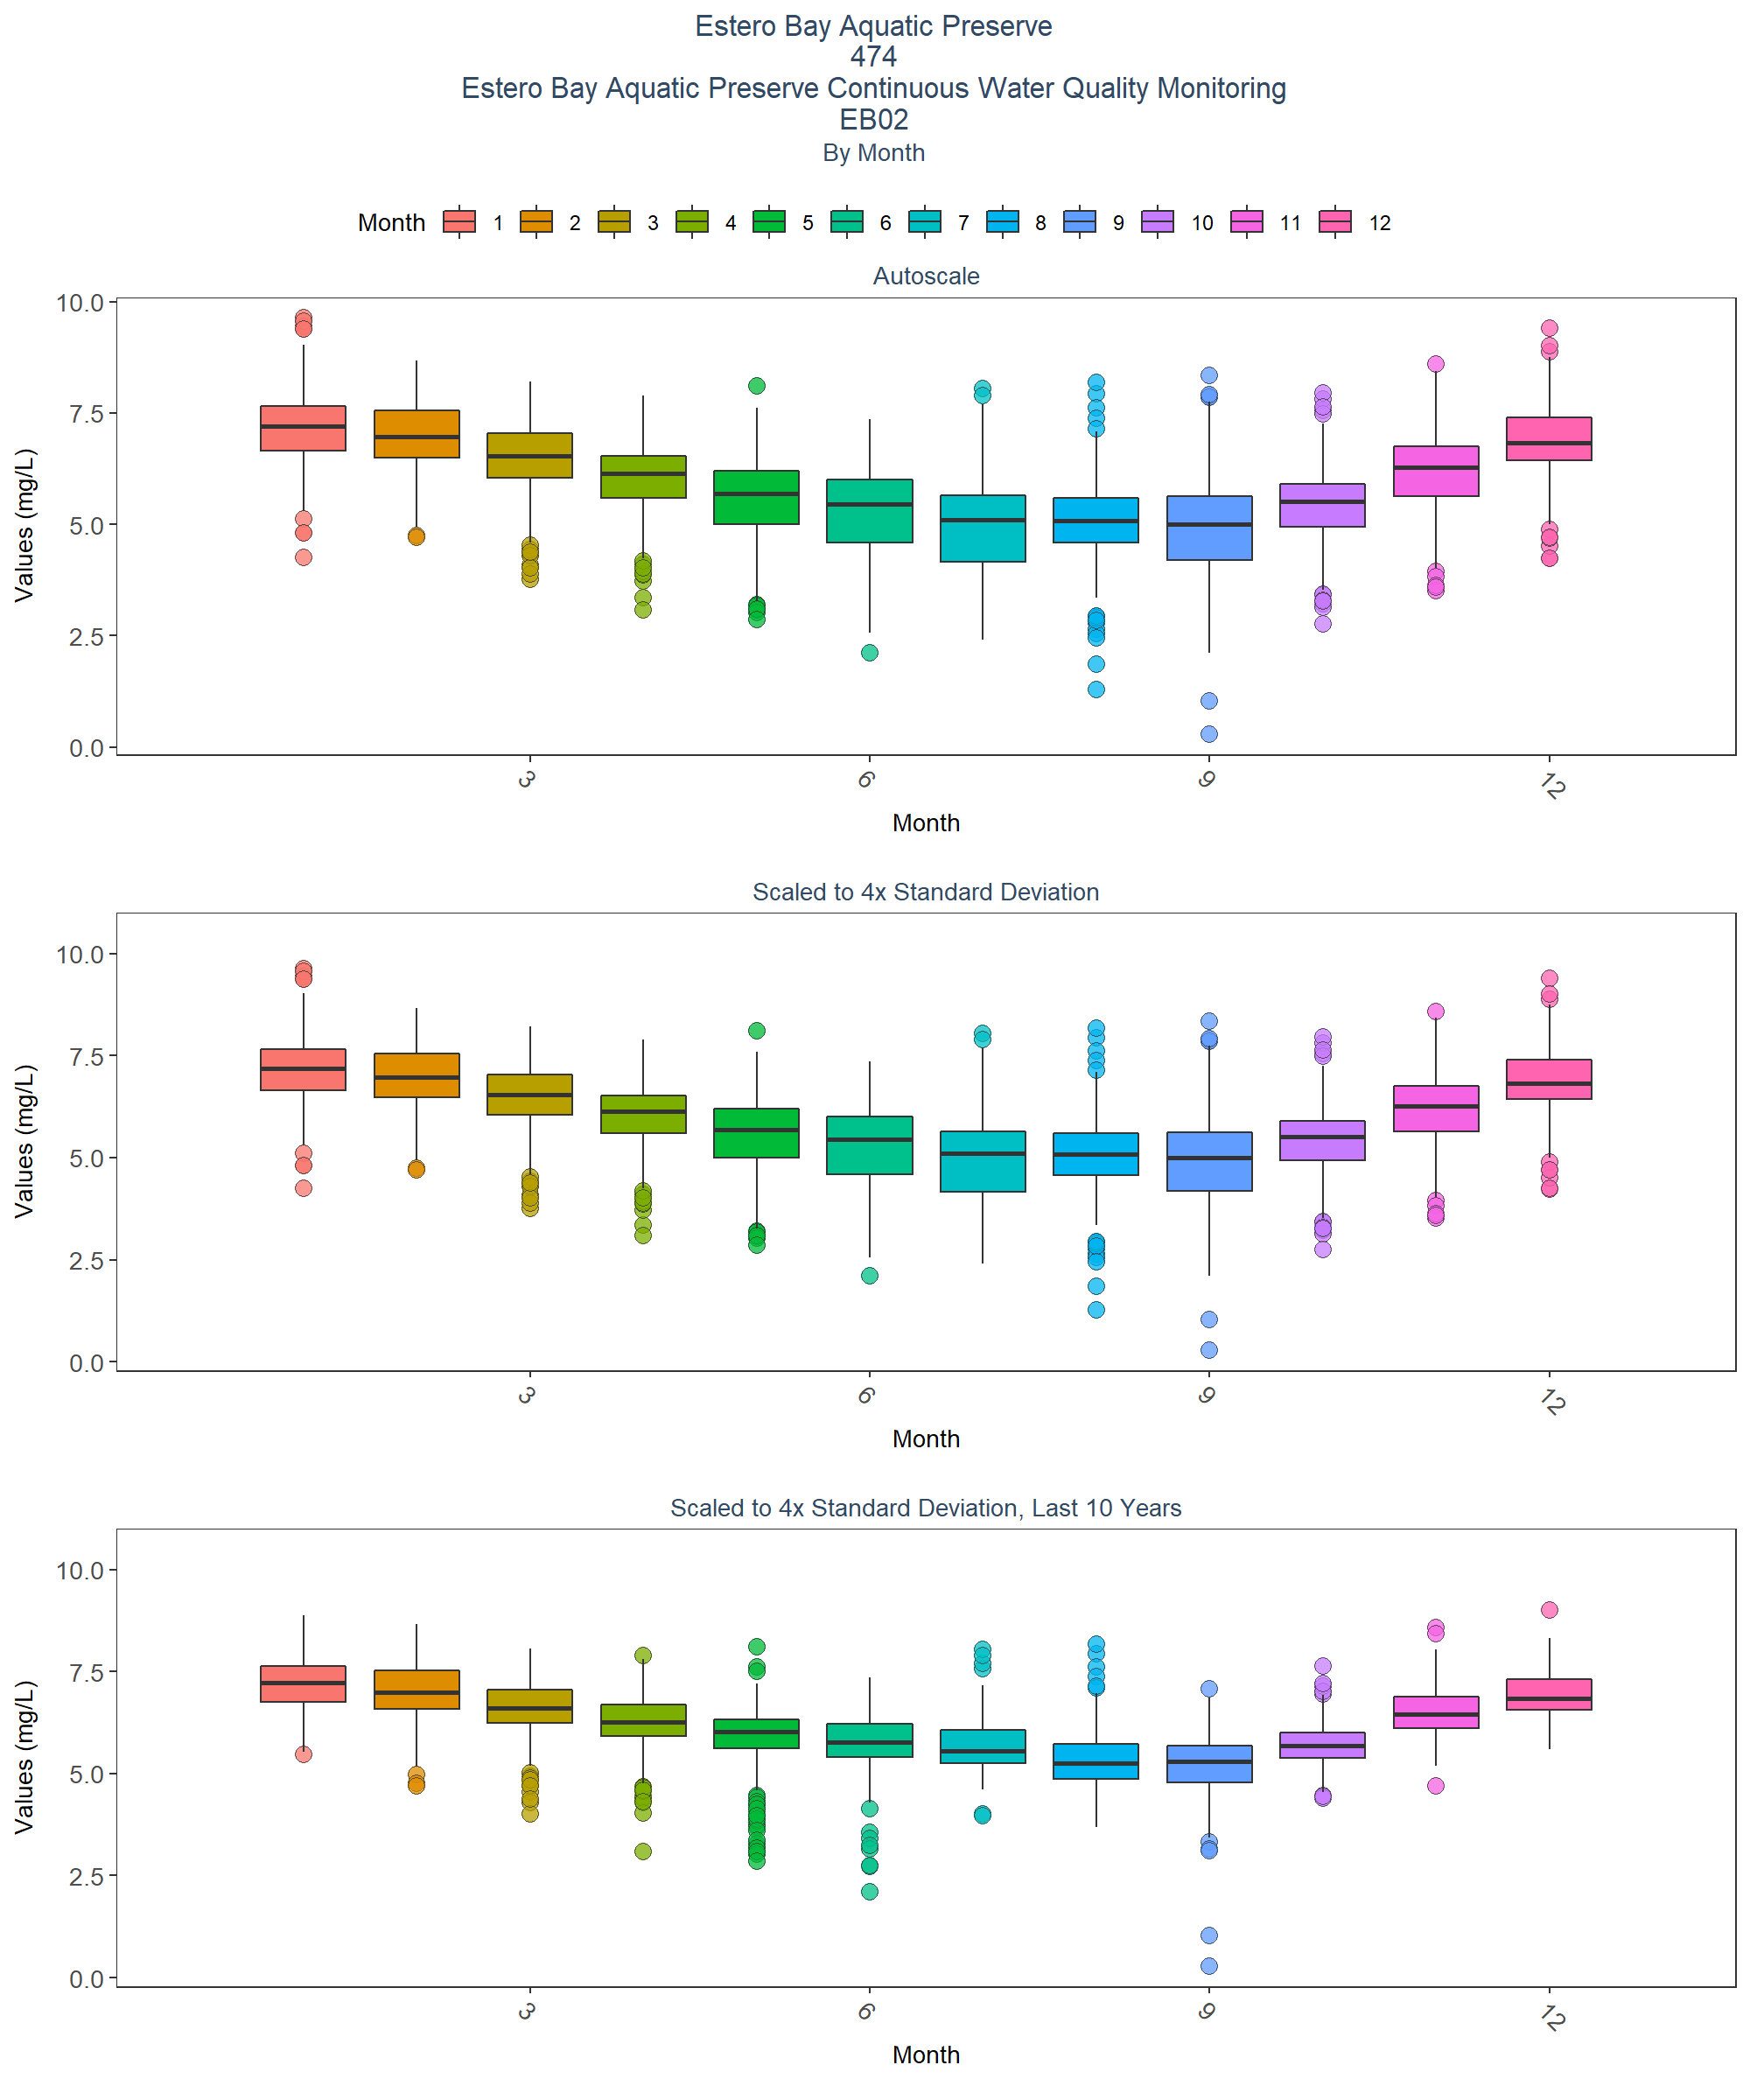 Estero Bay Aquatic Preserve
474
Estero Bay Aquatic Preserve Continuous Water Quality Monitoring
EB02
By Month
Month 1 2 3 4 5 6 7 8 9 10 11 12
Autoscale
Values (mg/L)
10.0
7.5
5.0
2.5
0.0
3 6 9 12
Month
Scaled to 4x Standard Deviation
Values (mg/L)
10.0
7.5
5.0
2.5
0.0
3 6 9 12
Month
Scaled to 4x Standard Deviation, Last 10 Years
Values (mg/L)
10.0
7.5
5.0
2.5
0.0
3 6 9 12
Month